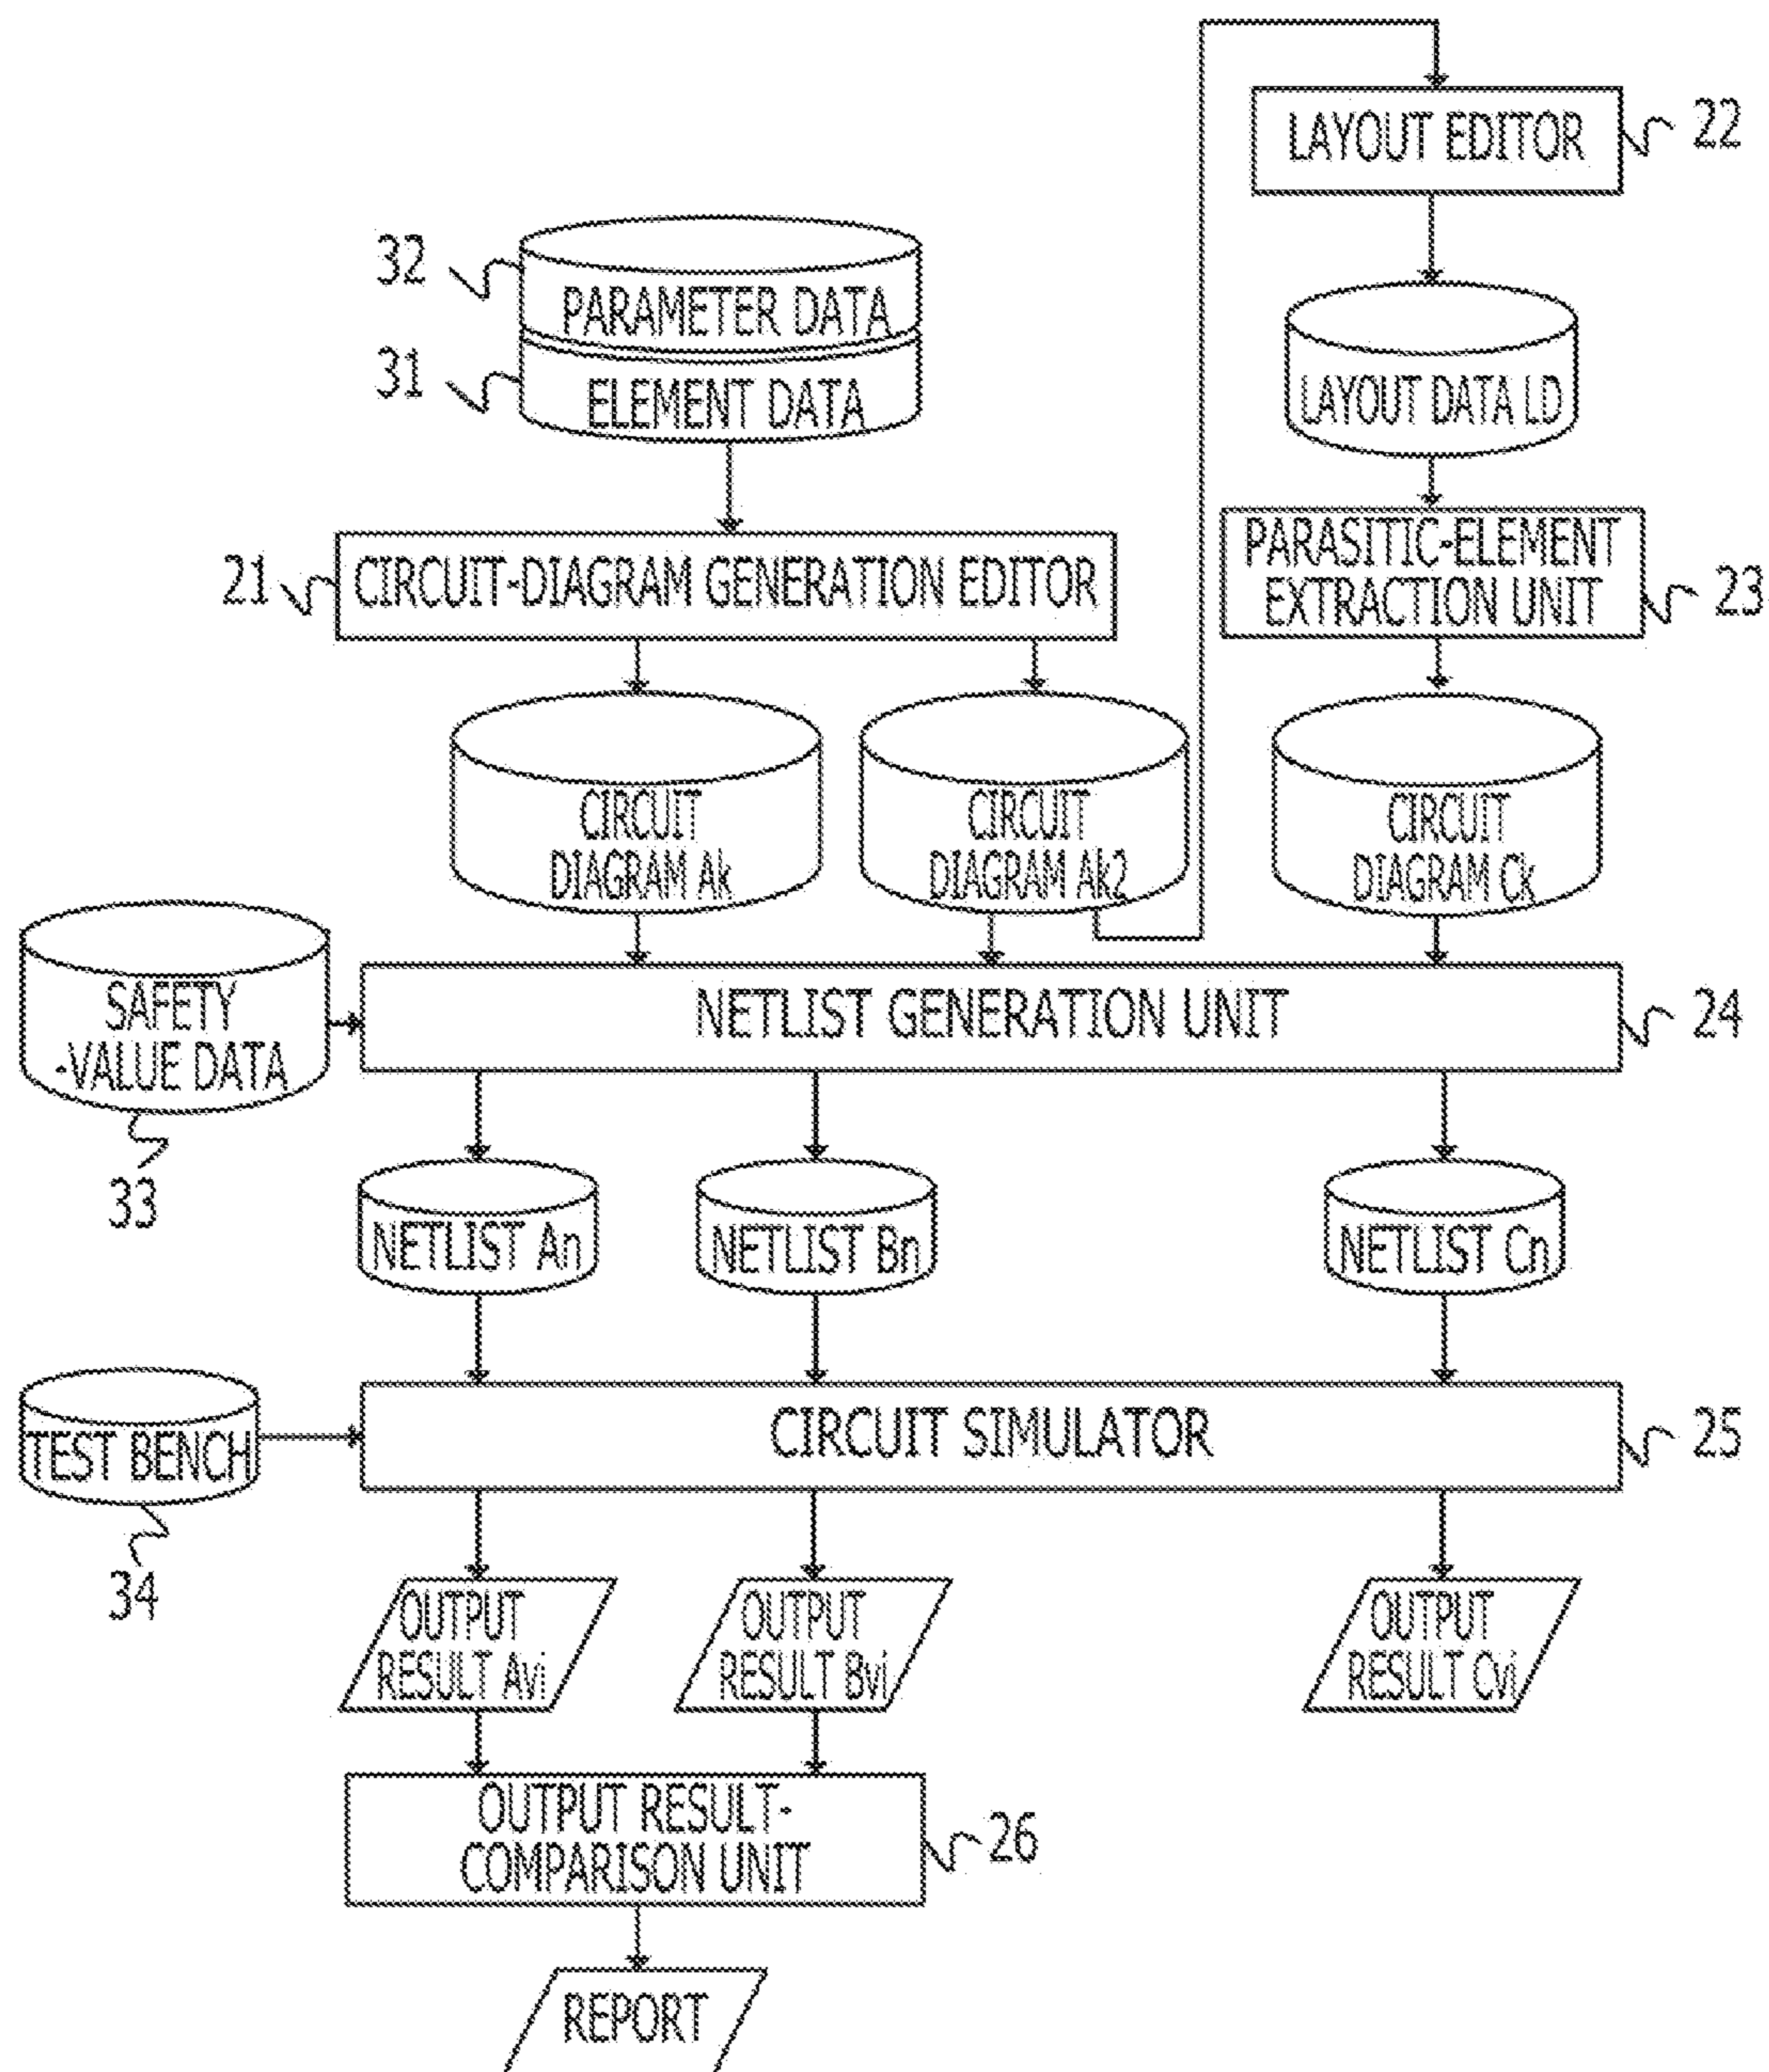 LAYOUT EDITOR
22
32
PARAMETER DATA
31
ELEMENT DATA
LAYOUT DATA LD
21
CIRCUIT-DIAGRAM GENERATION EDITOR
PARASITIC-ELEMENT
EXTRACTION UNIT
23
CIRCUIT
DIAGRAM Ak
CIRCUIT
DIAGRAM Ak2
CIRCUIT
DIAGRAM Ck
SAFETY
-VALUE DATA
33
NETLIST GENERATION UNIT
24
NETLIST An
NETLIST Bn
NETLIST Cn
TEST BENCH
34
CIRCUIT SIMULATOR
25
OUTPUT
RESULT Avi
OUTPUT
RESULT Bvi
OUTPUT
RESULT Cvi
OUTPUT RESULT-
COMPARISON UNIT
26
REPORT